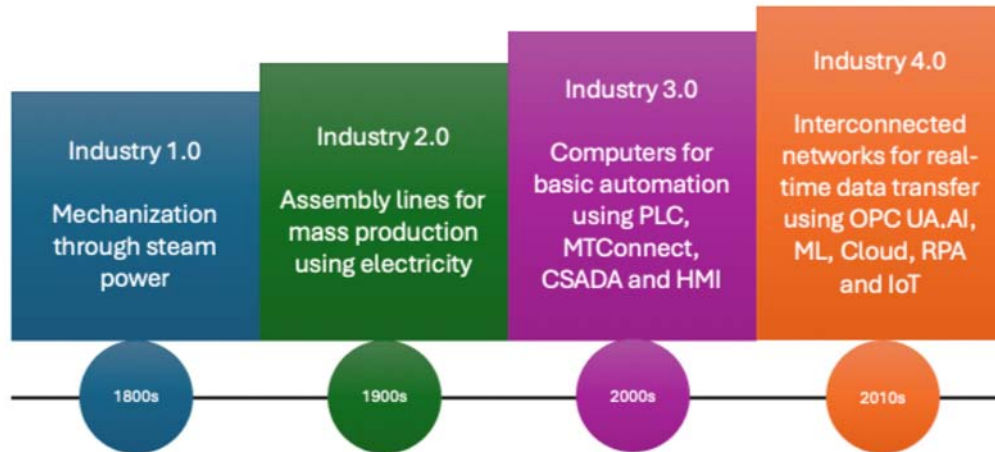 Industry 1.0
Mechanization
through steam
power
Industry 2.0
Assembly lines for
mass production
using electricity
Industry 3.0
Computers for
basic automation
using PLC,
MTConnect,
CSADA and HMI
Industry 4.0
Interconnected
networks for real-
time data transfer
using OPC UA.AI,
ML, Cloud, RPA
and IoT
1800s
1900s
2000s
2010s